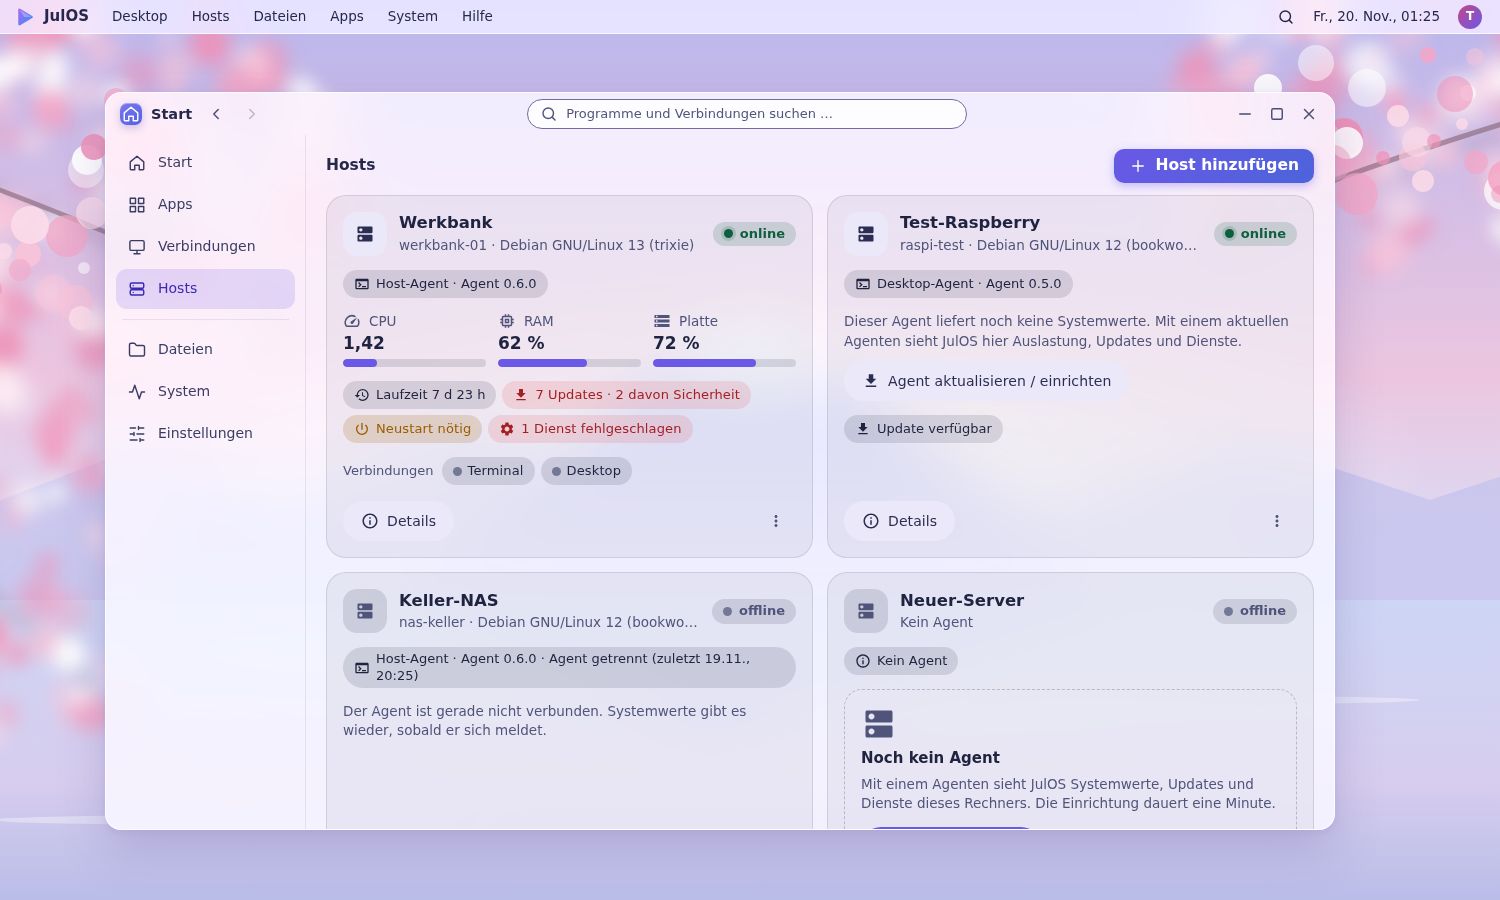 JulOS Desktop Hosts Dateien Apps System Hilfe Fr., 20. Nov., 01:25 T
Start Programme und Verbindungen suchen ...
Start
Apps
Verbindungen
Hosts
Dateien
System
Einstellungen
Hosts Host hinzufügen
Werkbank
werkbank-01 · Debian GNU/Linux 13 (trixie)
online
Host-Agent · Agent 0.6.0
CPU RAM Platte
1,42 62 % 72 %
Laufzeit 7 d 23 h 7 Updates · 2 davon Sicherheit
Neustart nötig 1 Dienst fehlgeschlagen
Verbindungen Terminal Desktop
Details
Test-Raspberry
raspi-test · Debian GNU/Linux 12 (bookwo...
online
Desktop-Agent · Agent 0.5.0
Dieser Agent liefert noch keine Systemwerte. Mit einem aktuellen
Agenten sieht JulOS hier Auslastung, Updates und Dienste.
Agent aktualisieren / einrichten
Update verfügbar
Details
Keller-NAS
nas-keller · Debian GNU/Linux 12 (bookwo...
offline
Host-Agent · Agent 0.6.0 · Agent getrennt (zuletzt 19.11.,
20:25)
Der Agent ist gerade nicht verbunden. Systemwerte gibt es
wieder, sobald er sich meldet.
Neuer-Server
Kein Agent
offline
Kein Agent
Noch kein Agent
Mit einem Agenten sieht JulOS Systemwerte, Updates und
Dienste dieses Rechners. Die Einrichtung dauert eine Minute.